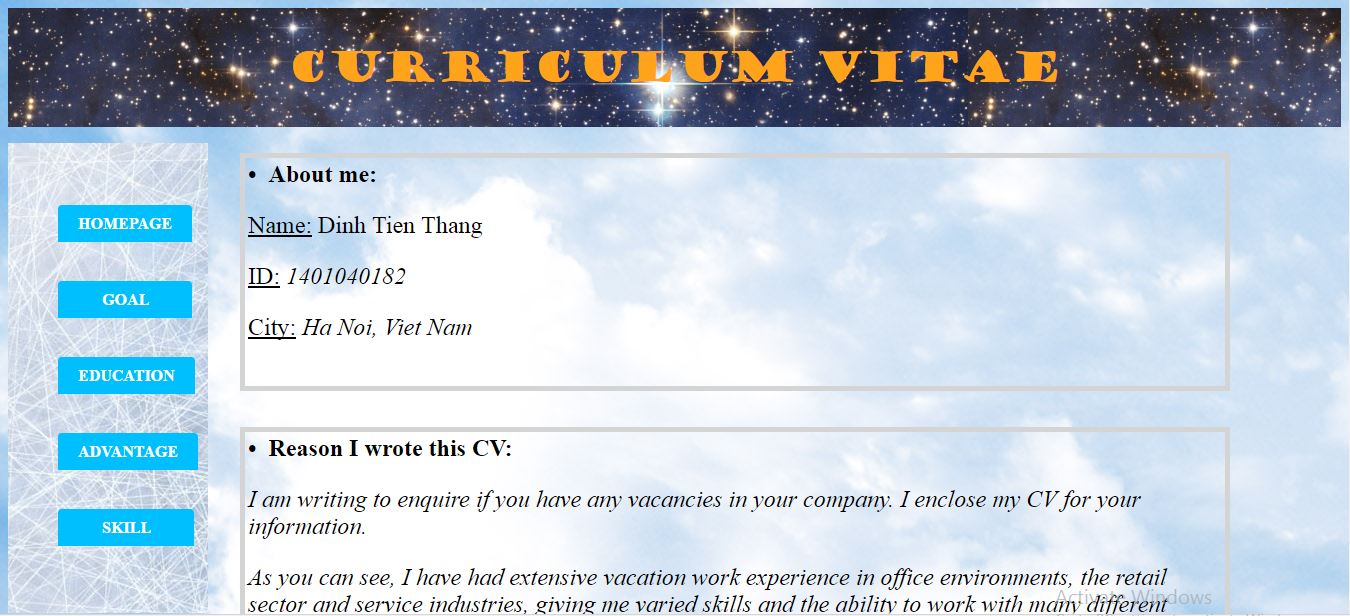 CURRICULUM VITAE
HOMEPAGE
GOAL
EDUCATION
ADVANTAGE
SKILL
• About me:
Name: Dinh Tien Thang
ID: 1401040182
City: Ha Noi, Viet Nam
• Reason I wrote this CV:
I am writing to enquire if you have any vacancies in your company. I enclose my CV for your
information.
As you can see, I have had extensive vacation work experience in office environments, the retail
sector and service industries, giving me varied skills and the ability to work with many different
Activate Windows